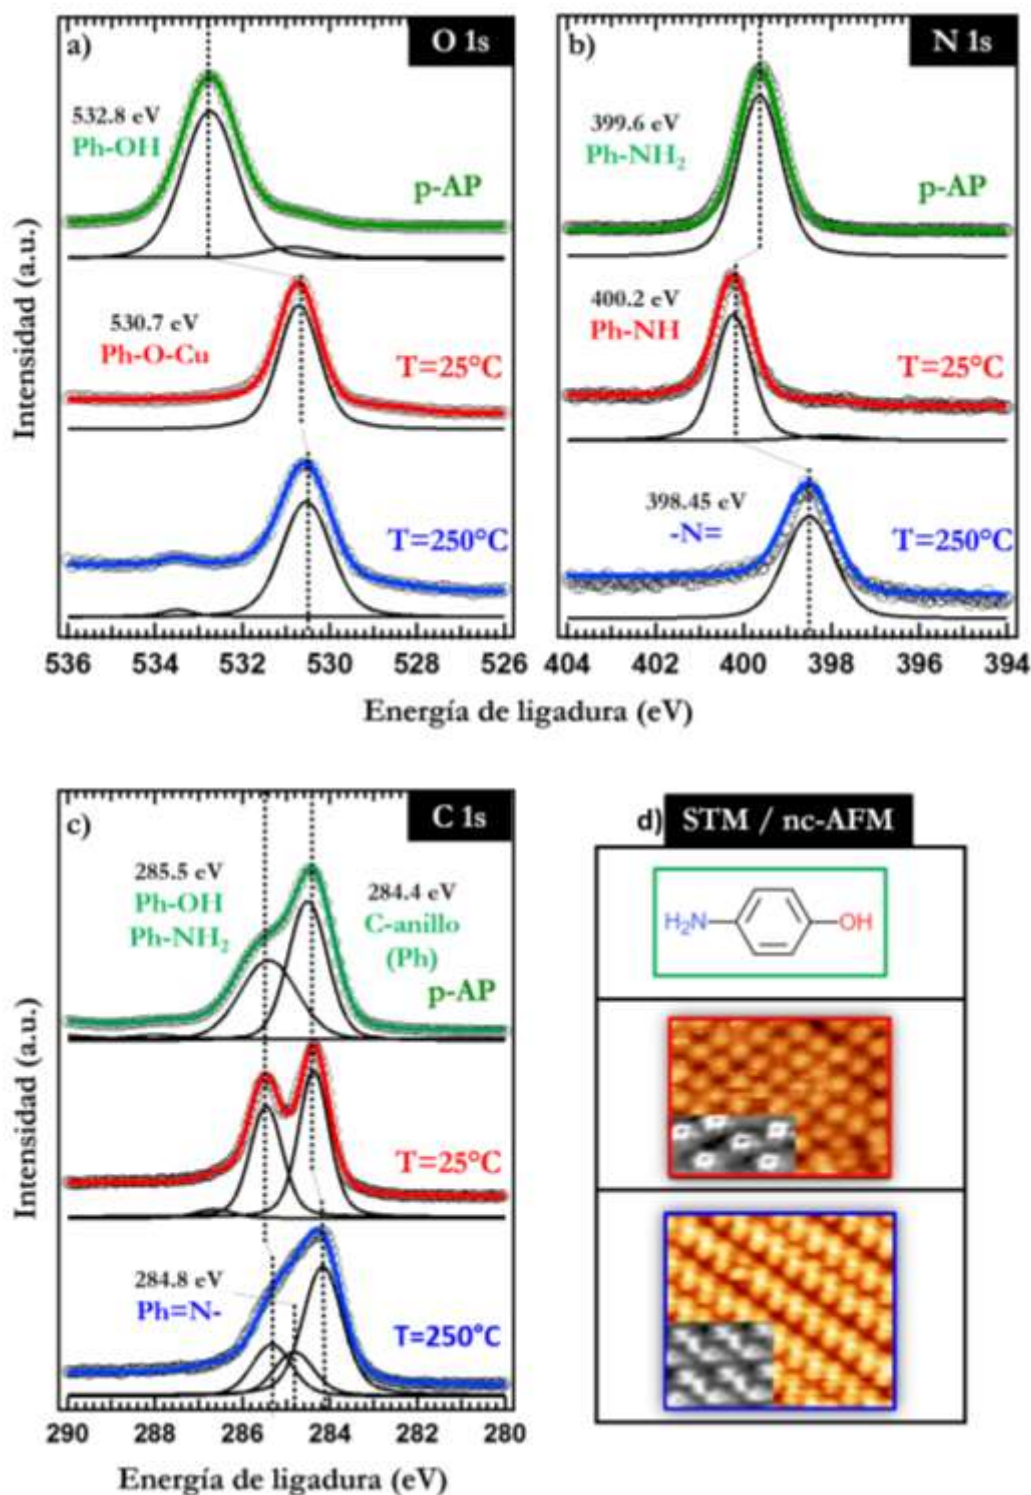 a)
O 1s
532.8 eV
Ph-OH
p-AP
530.7 eV
Ph-O-Cu
T=25°C
T=250°C
536 534 532 530 528 526
b)
N 1s
399.6 eV
Ph-NH₂
p-AP
400.2 eV
Ph-NH
T=25°C
398.45 eV
-N=
T=250°C
404 402 400 398 396 394
Intensidad (a.u.)
Energía de ligadura (eV)
c)
C 1s
285.5 eV
Ph-OH
Ph-NH₂
284.4 eV
C-anillo
(Ph)
p-AP
T=25°C
284.8 eV
Ph=N-
T=250°C
290 288 286 284 282 280
Intensidad (a.u.)
Energía de ligadura (eV)
d) STM / nc-AFM
H₂N
OH